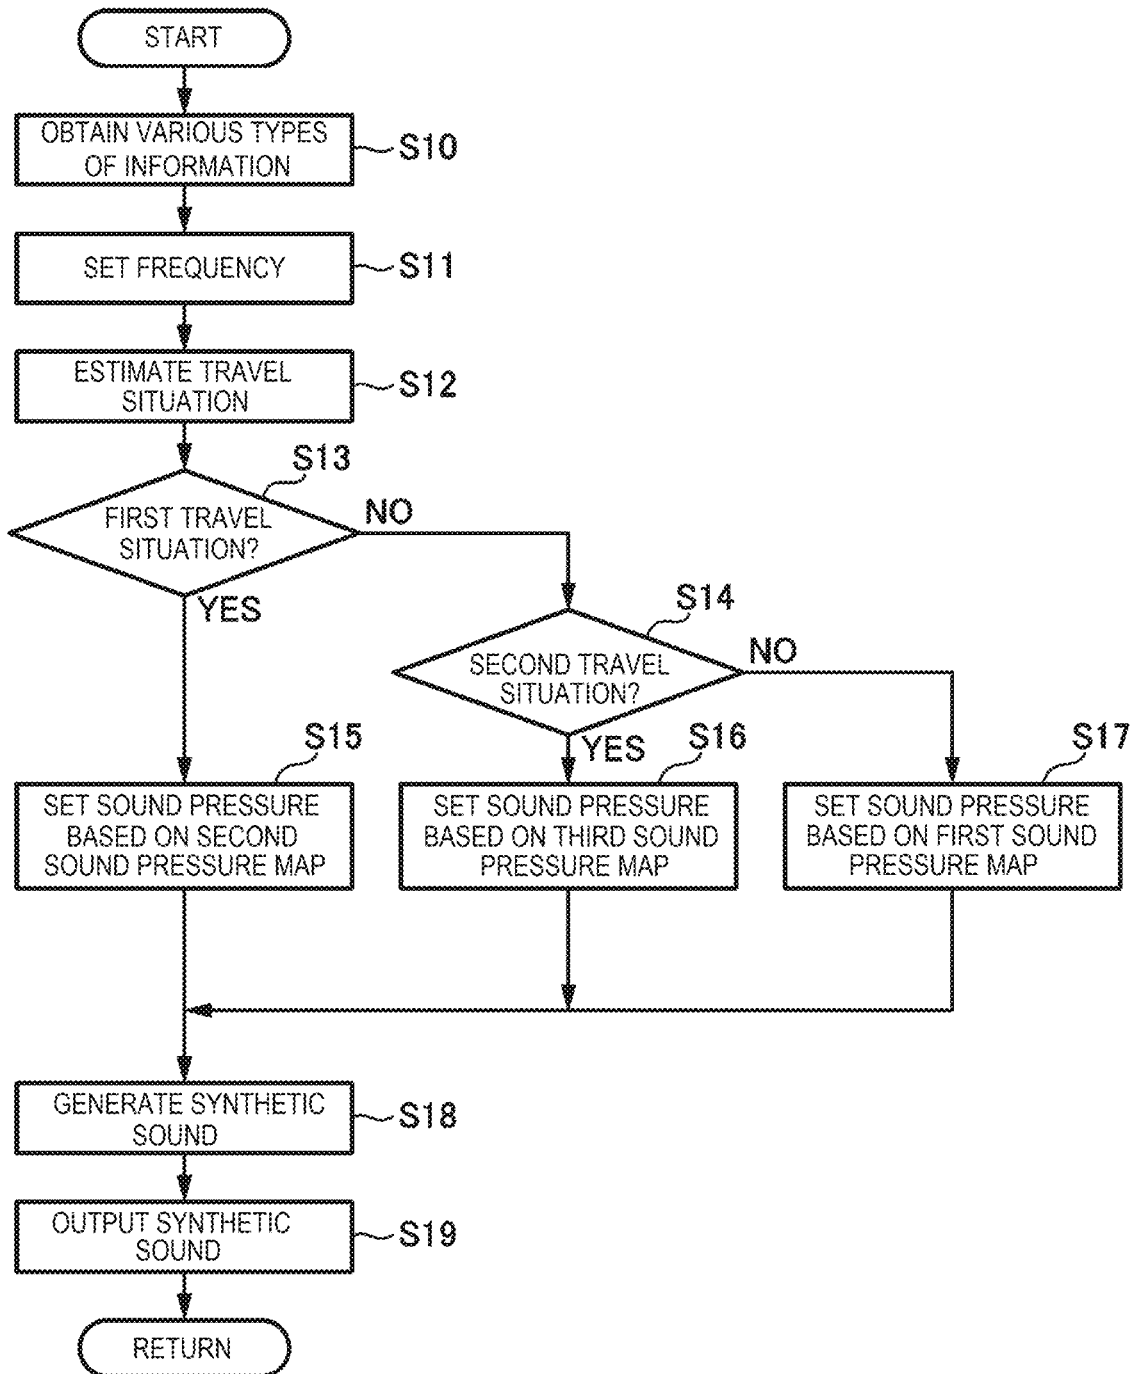 START
OBTAIN VARIOUS TYPES
OF INFORMATION
S10
SET FREQUENCY
S11
ESTIMATE TRAVEL
SITUATION
S12
S13
FIRST TRAVEL
SITUATION?
NO
YES
S14
SECOND TRAVEL
SITUATION?
NO
YES
S15
SET SOUND PRESSURE
BASED ON SECOND
SOUND PRESSURE MAP
S16
SET SOUND PRESSURE
BASED ON THIRD SOUND
PRESSURE MAP
S17
SET SOUND PRESSURE
BASED ON FIRST SOUND
PRESSURE MAP
GENERATE SYNTHETIC
SOUND
S18
OUTPUT SYNTHETIC
SOUND
S19
RETURN